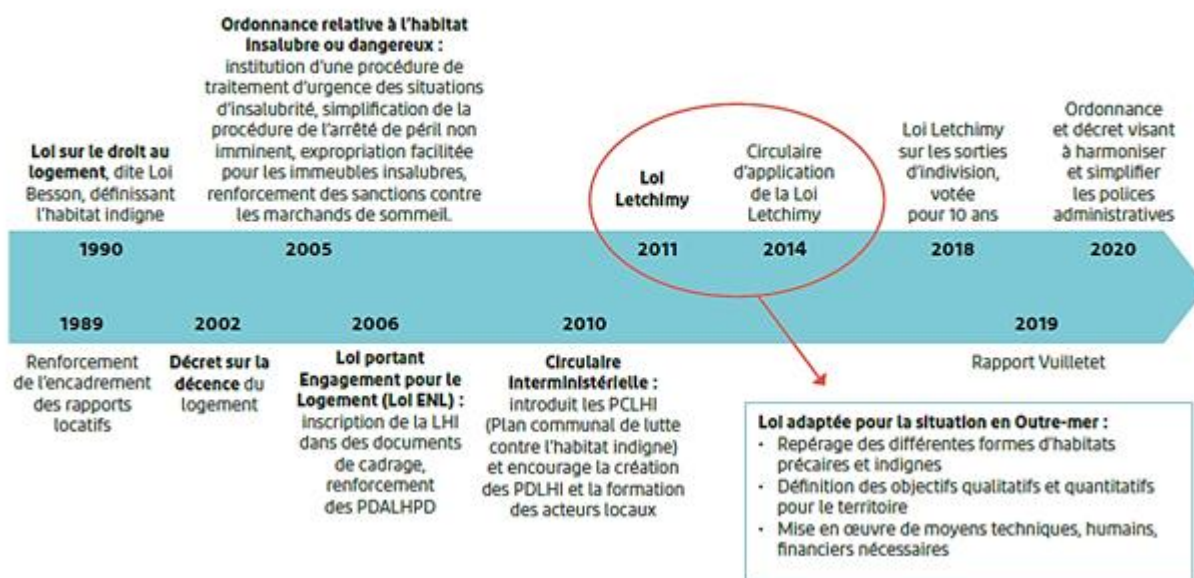 Ordonnance relative à l'habitat
Insalubre ou dangereux :
institution d'une procédure de
traitement d'urgence des situations
d'insalubrité, simplification de la
procédure de l'arrêté de péril non
imminent, expropriation facilitée
pour les immeubles insalubres,
renforcement des sanctions contre
les marchands de sommeil.
Loi sur le droit au
logement, dite Loi
Besson, définissant
l'habitat indigne
Loi
Letchimy
Circulaire
d'application
de la Loi
Letchimy
Loi Letchimy
sur les sorties
d'indivision,
votée
pour 10 ans
Ordonnance
et décret visant
à harmoniser
et simplifier
les polices
administratives
1990
2005
2011
2014
2018
2020
1989
2002
2006
2010
2019
Renforcement
de l'encadrement
des rapports
locatifs
Décret sur la
décence du
logement
Loi portant
Engagement pour le
Logement (Loi ENL) :
inscription de la LHI
dans des documents
de cadrage,
renforcement
des PDALHPD
Circulaire
Interministérielle :
introduit les PCLHI
(Plan communal de lutte
contre l'habitat indigne)
et encourage la création
des PDLHI et la formation
des acteurs locaux
Rapport Vuilletet
Loi adaptée pour la situation en Outre-mer :
• Repérage des différentes formes d'habitats
précaires et indignes
• Définition des objectifs qualitatifs et quantitatifs
pour le territoire
• Mise en œuvre de moyens techniques, humains,
financiers nécessaires